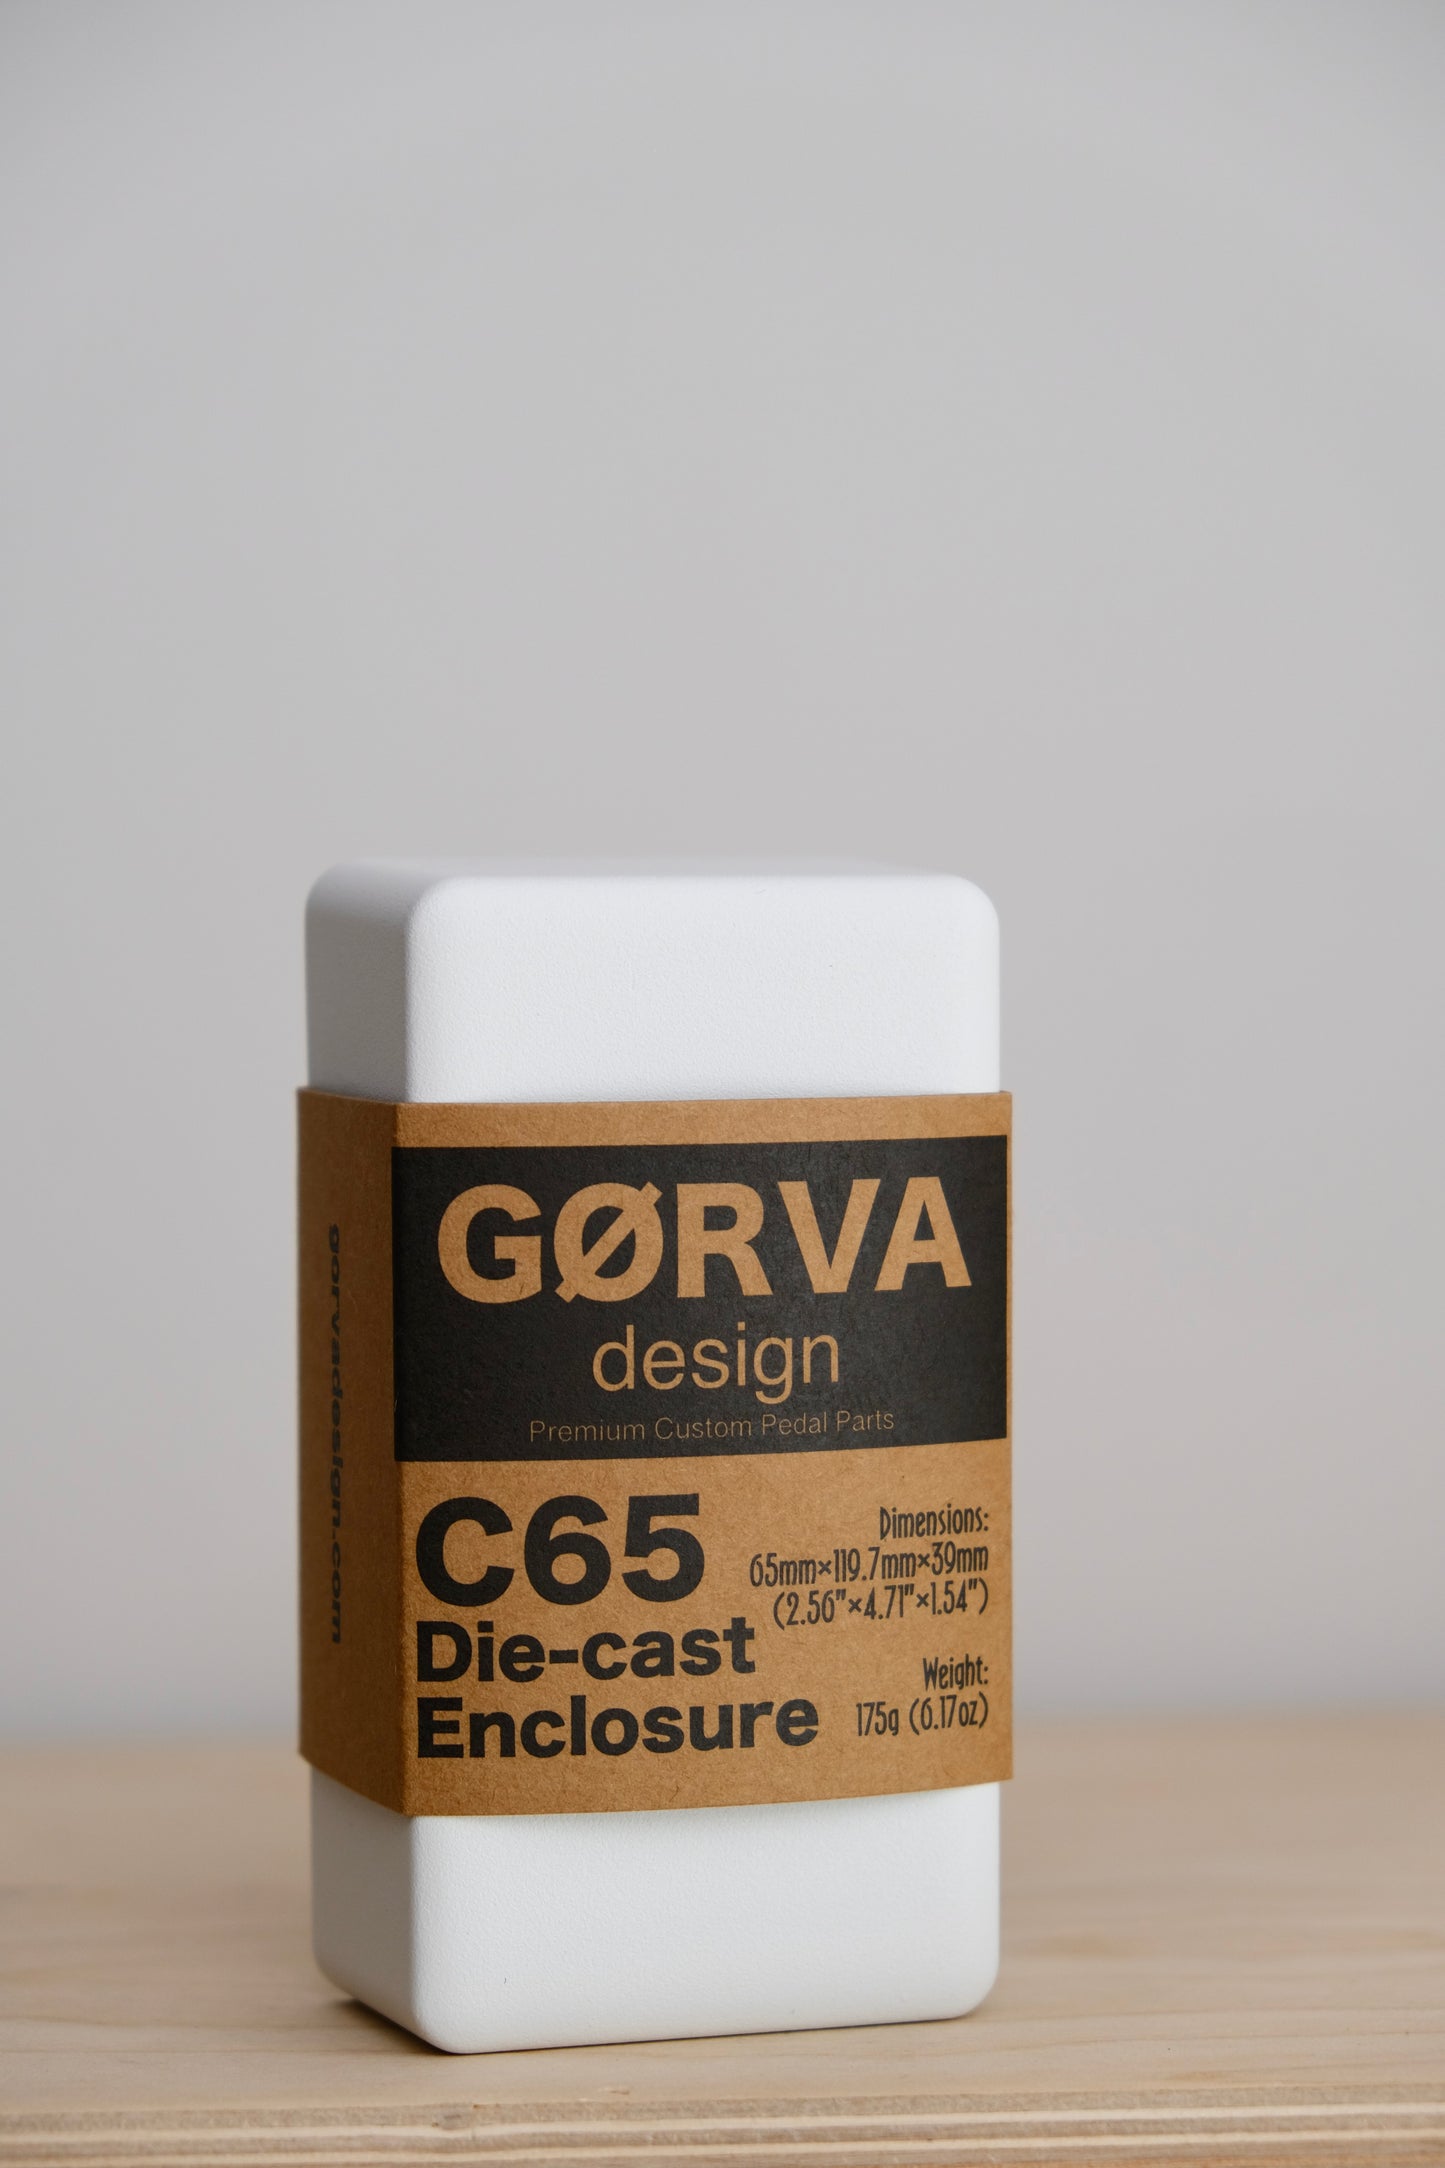 GØRVA
design
Premium Custom Pedal Parts
C65
Die-cast
Enclosure
Dimensions:
65mm×119.7mm×39mm
(2.56"×4.71"×1.54")
Weight:
175g (6.17oz)
gorvadesign.com